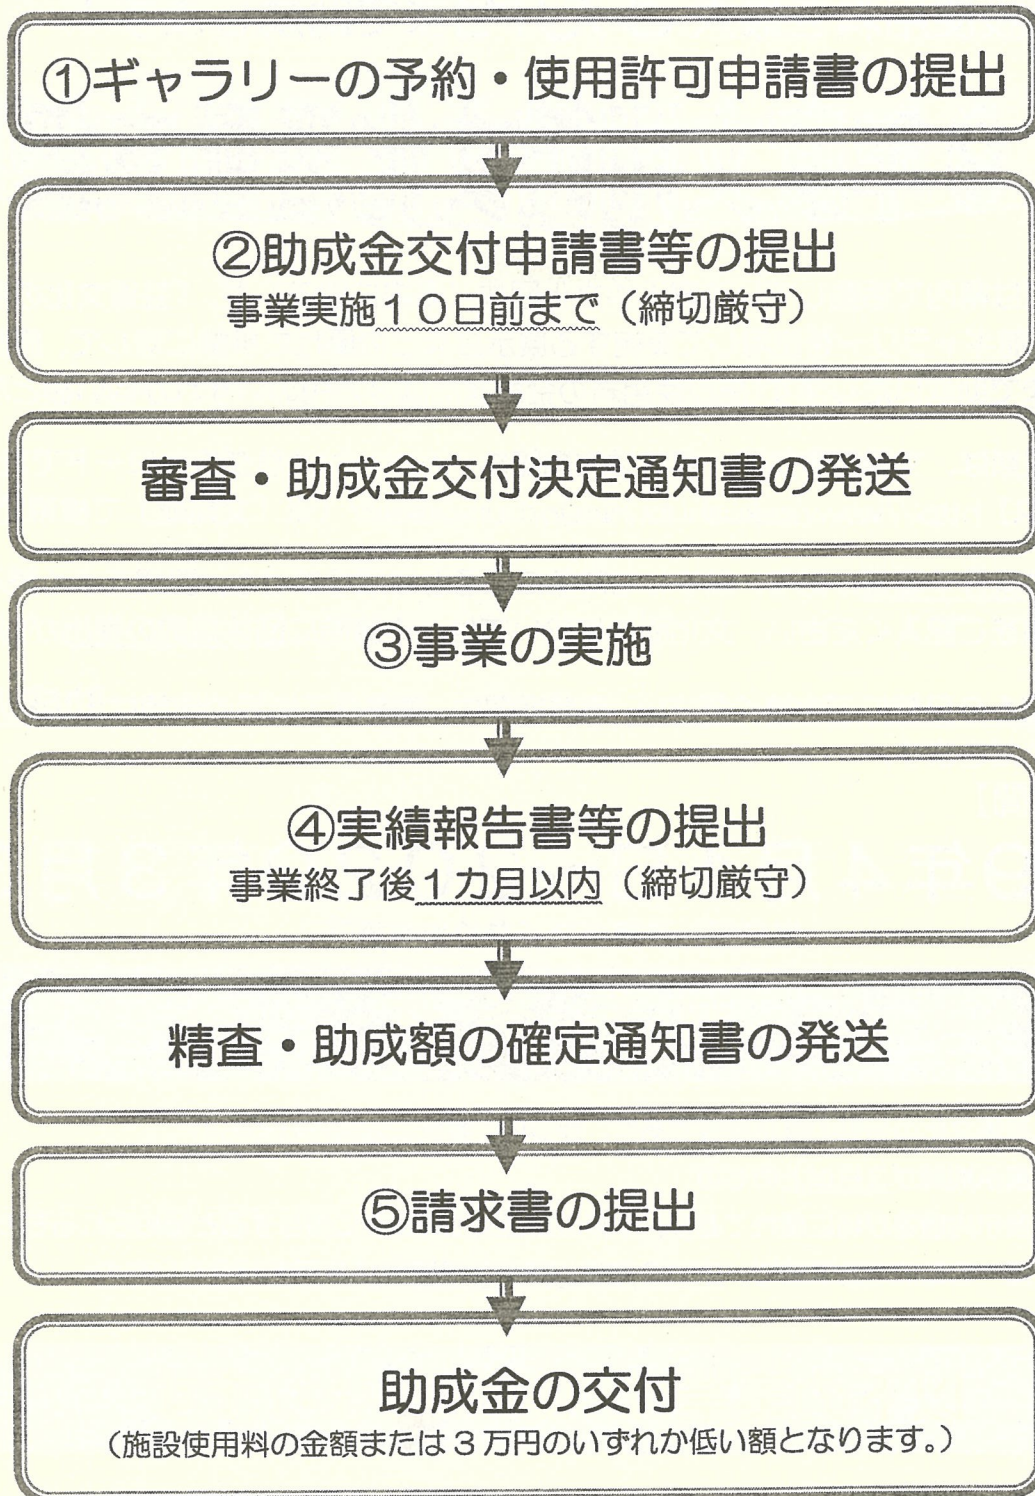 ①ギャラリーの予約・使用許可申請書の提出
②助成金交付申請書等の提出
事業実施１０日前まで（締切厳守）
審査・助成金交付決定通知書の発送
③事業の実施
④実績報告書等の提出
事業終了後１カ月以内（締切厳守）
精査・助成額の確定通知書の発送
⑤請求書の提出
助成金の交付
（施設使用料の金額または３万円のいずれか低い額となります。）